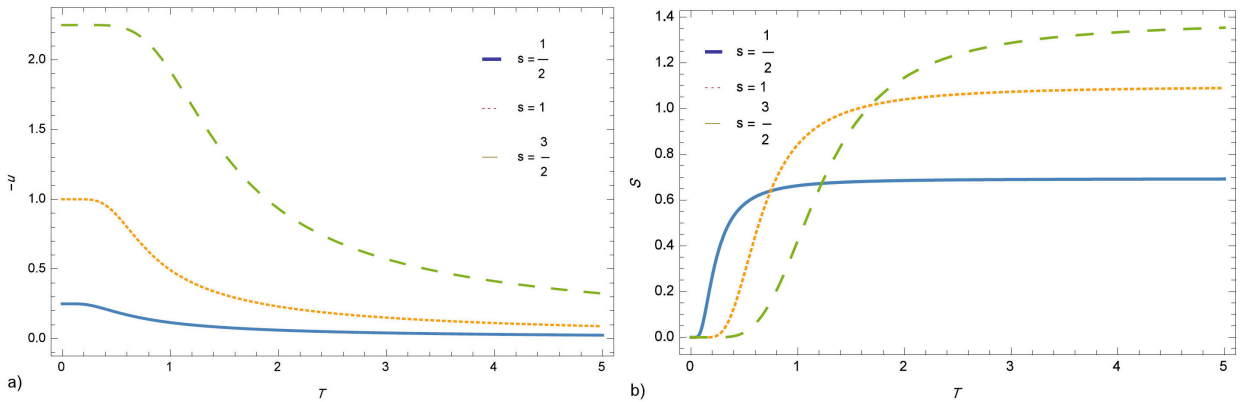 2.0
1.5
1.0
0.5
0.0
-u
s = 1/2
s = 1
s = 3/2
0 1 2 3 4 5
T
a)
1.4
1.2
1.0
0.8
0.6
0.4
0.2
0.0
S
s = 1/2
s = 1
s = 3/2
0 1 2 3 4 5
T
b)